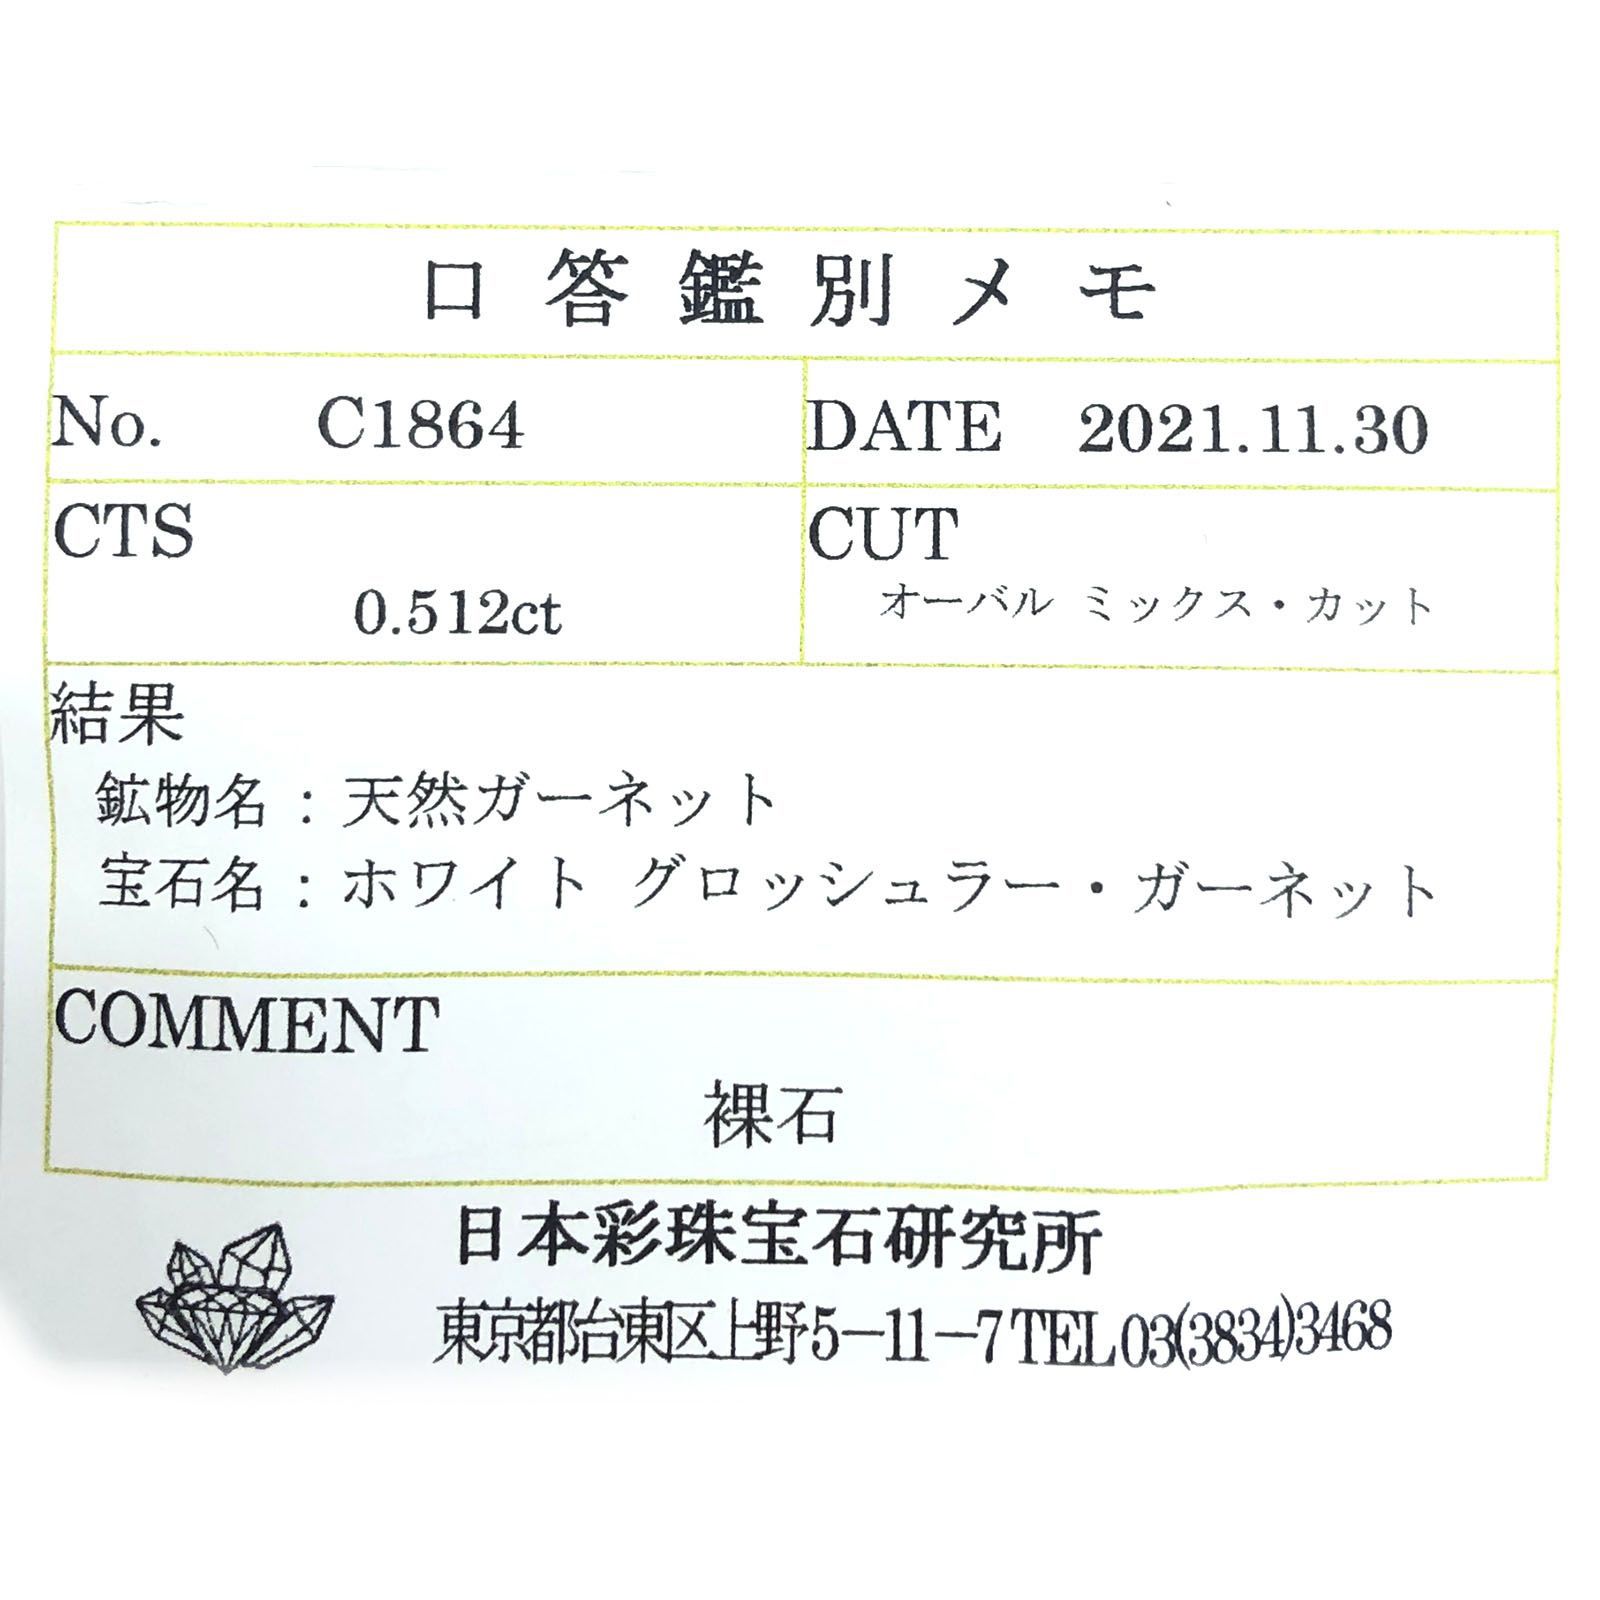 口答鑑別メモ
No. C1864 DATE 2021.11.30
CTS CUT
0.512ct オーバル ミックス・カット
結果
鉱物名：天然ガーネット
宝石名：ホワイト グロッシュラー・ガーネット
COMMENT
裸石
日本彩珠宝石研究所
東京都台東区上野5－11－7 TEL 03(3834)3468